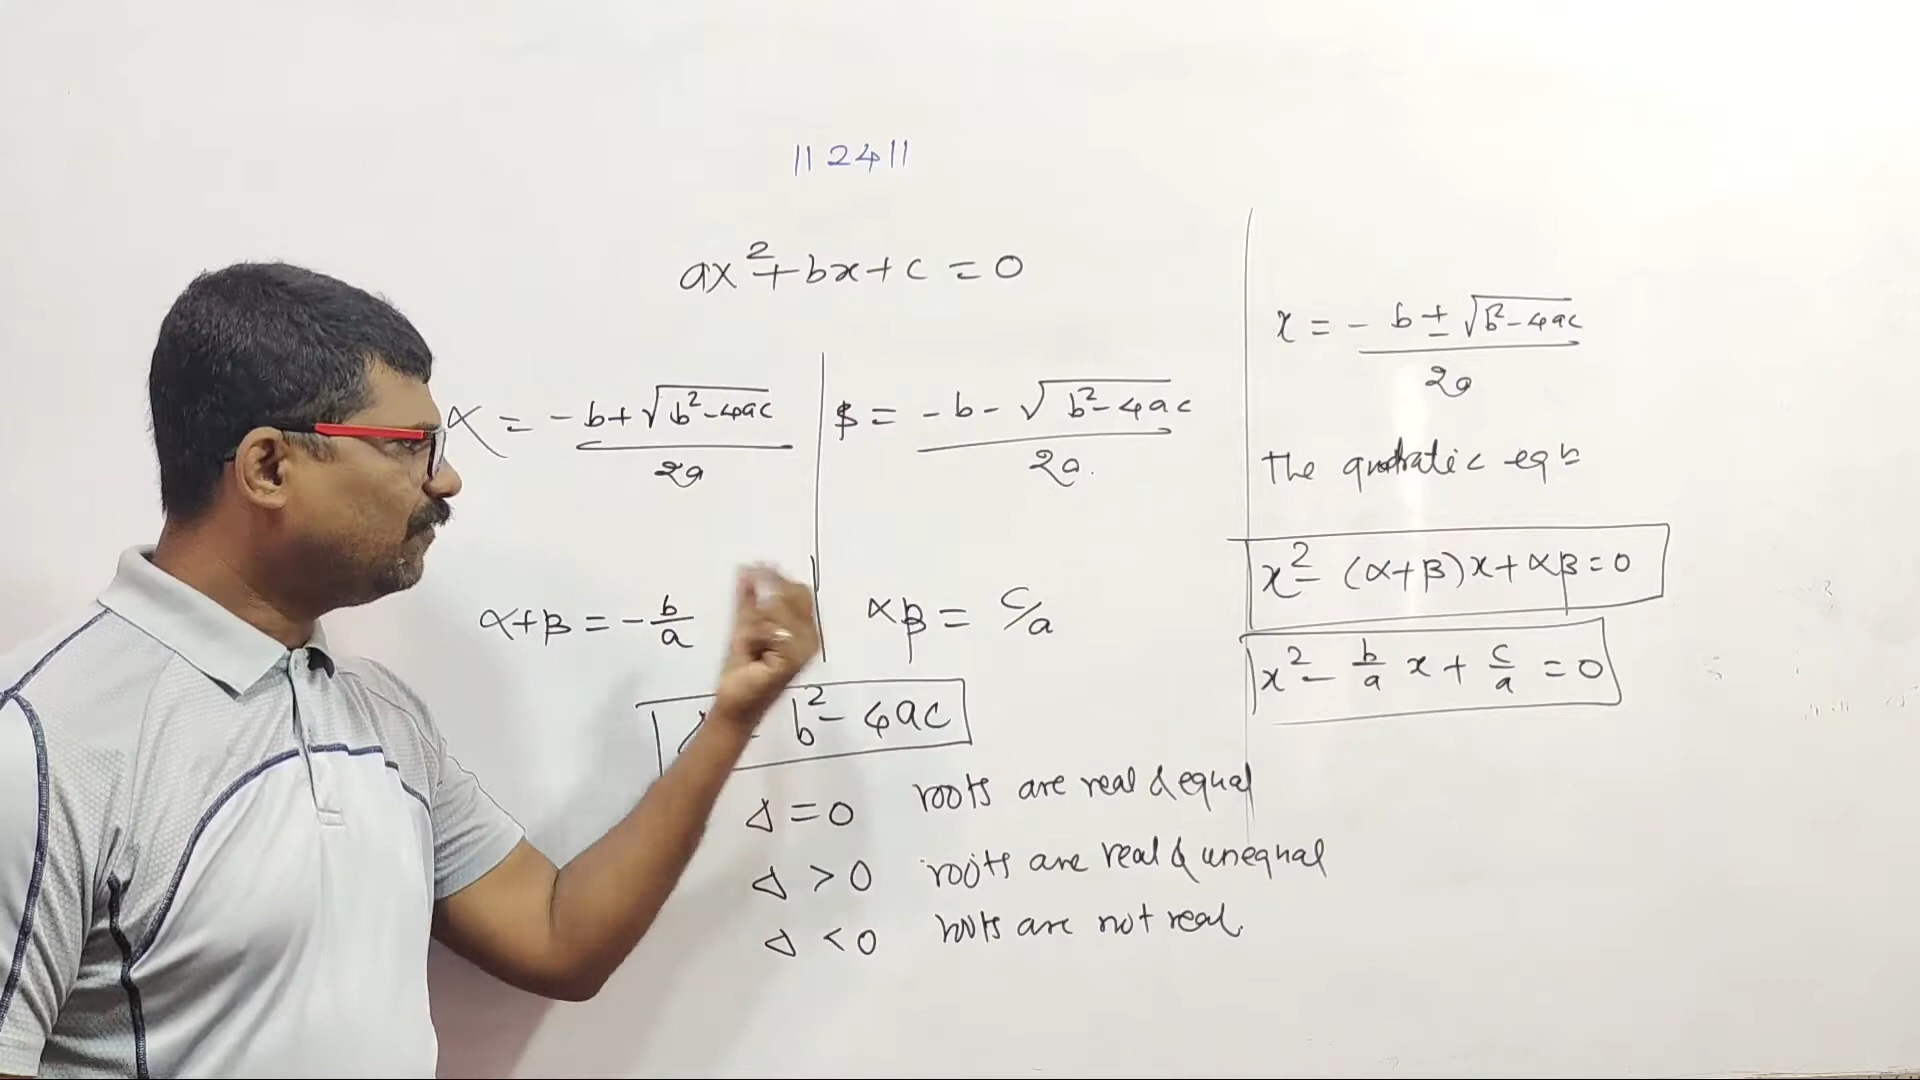 11 24 11
ax² + bx + c = 0
α = -b + √(b² - 4ac) / 2a
β = -b - √(b² - 4ac) / 2a.
α + β = -b/a
αβ = c/a
= b² - 4ac
Δ = 0 roots are real & equal
Δ > 0 roots are real & unequal
Δ < 0 roots are not real.
x = -b ± √(b² - 4ac) / 2a
the quadratic eqn
x² - (α + β)x + αβ = 0
x² - b/a x + c/a = 0